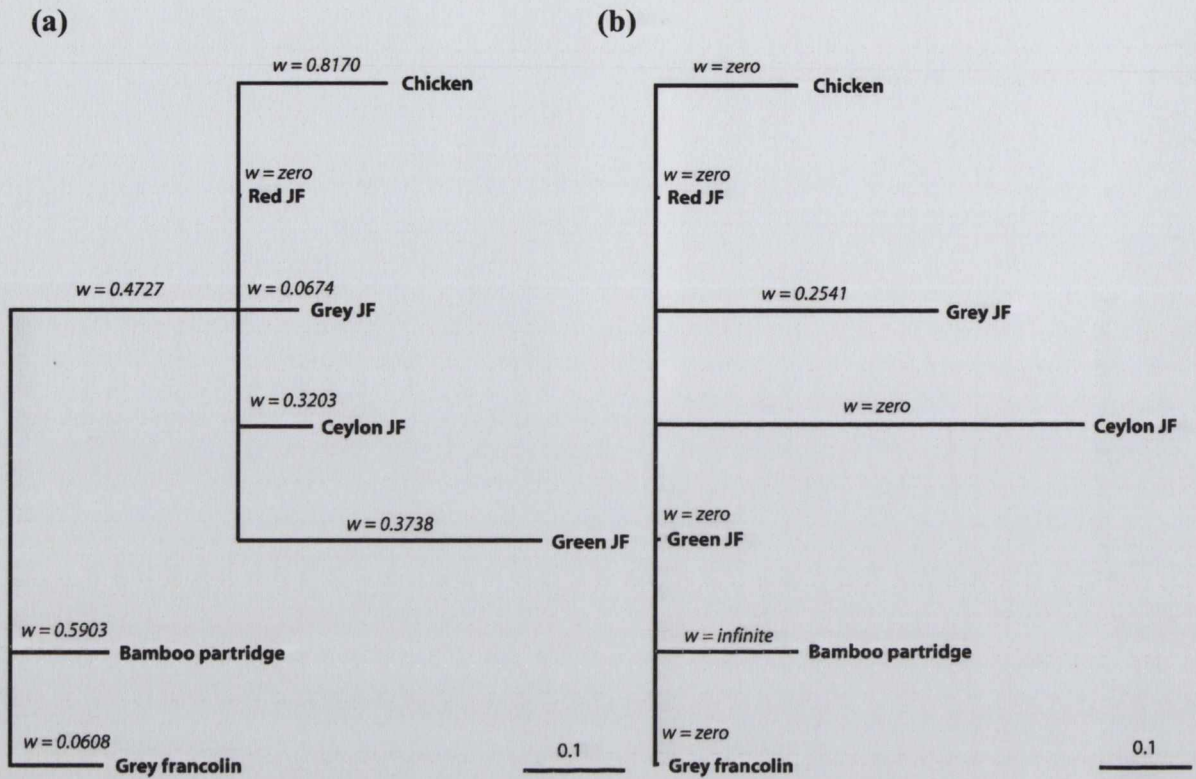 (a)
w = 0.8170
Chicken
w = zero
Red JF
w = 0.4727
w = 0.0674
Grey JF
w = 0.3203
Ceylon JF
w = 0.3738
Green JF
w = 0.5903
Bamboo partridge
w = 0.0608
Grey francolin
0.1
(b)
w = zero
Chicken
w = zero
Red JF
w = 0.2541
Grey JF
w = zero
Ceylon JF
w = zero
Green JF
w = infinite
Bamboo partridge
w = zero
Grey francolin
0.1